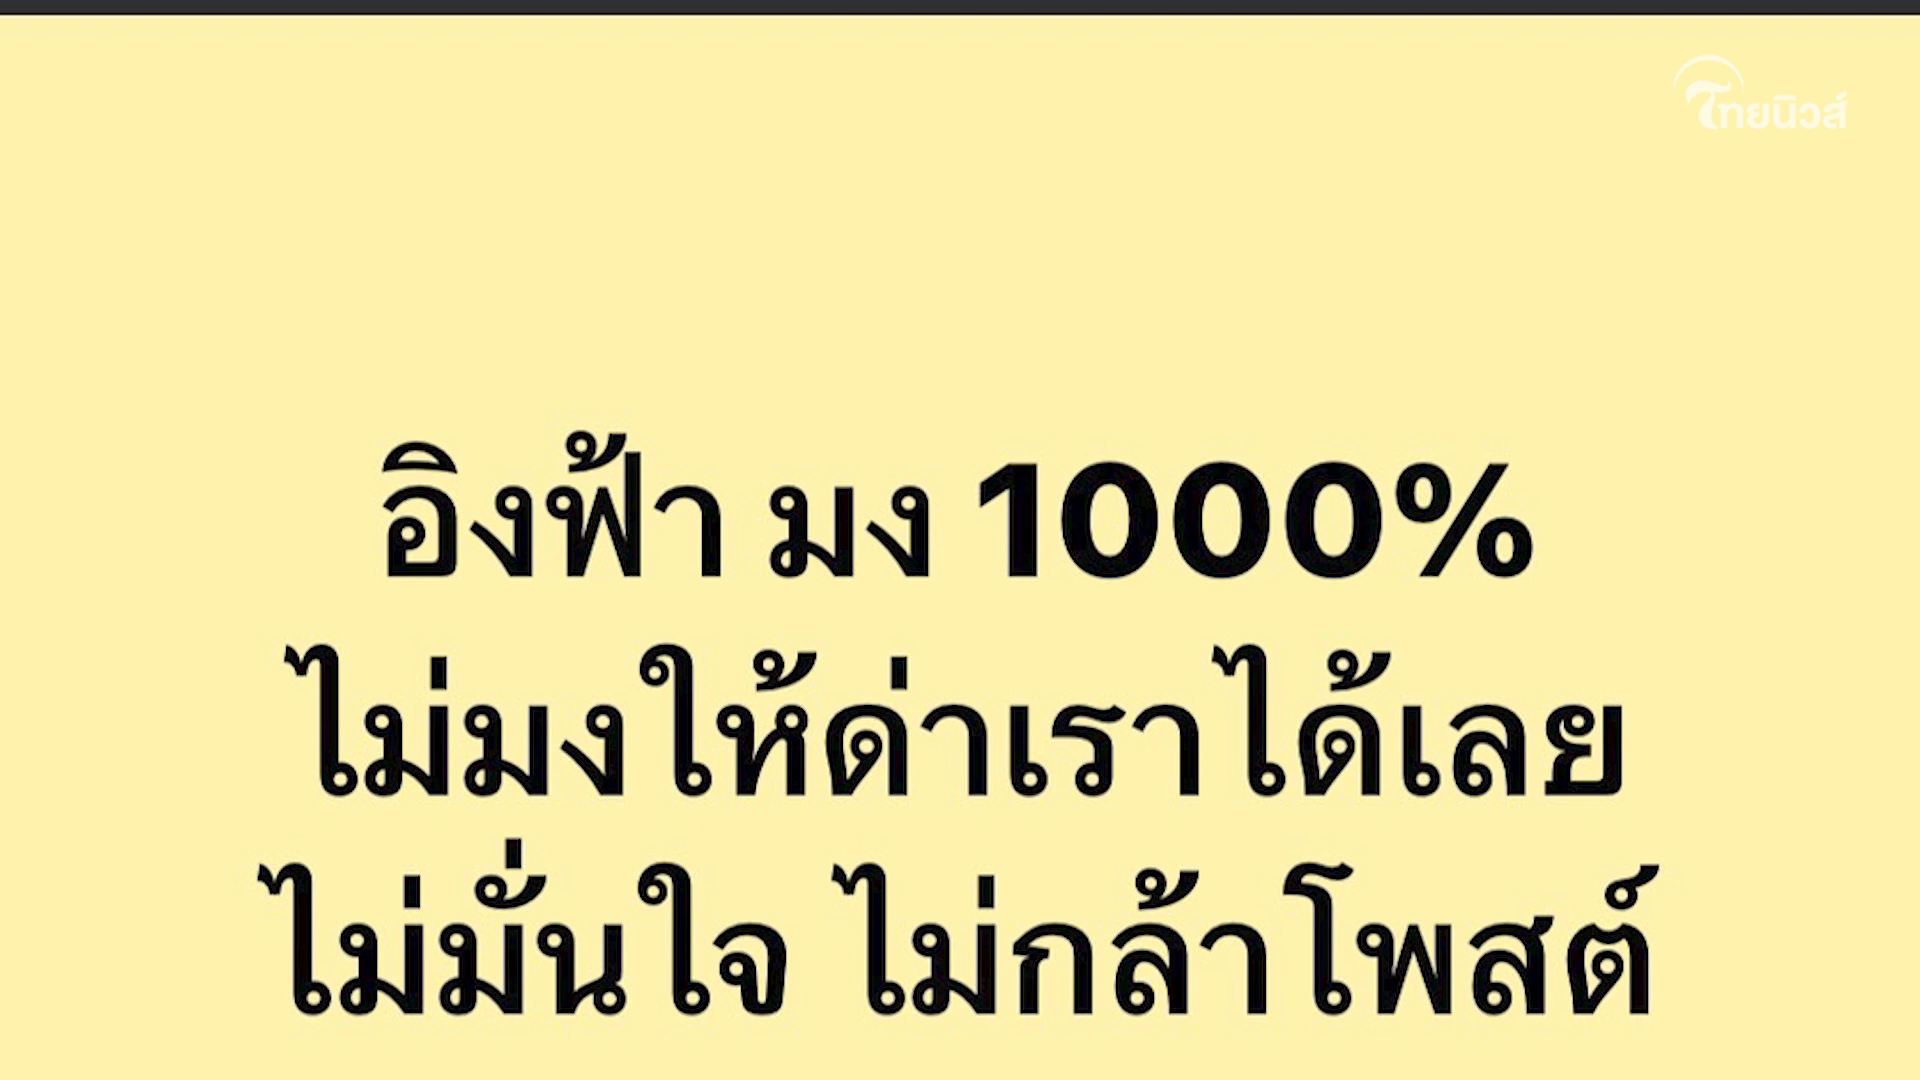 ไทยนิวส์
อิงฟ้า มง 1000%
ไม่มงให้ด่าเราได้เลย
ไม่มั่นใจ ไม่กล้าโพสต์